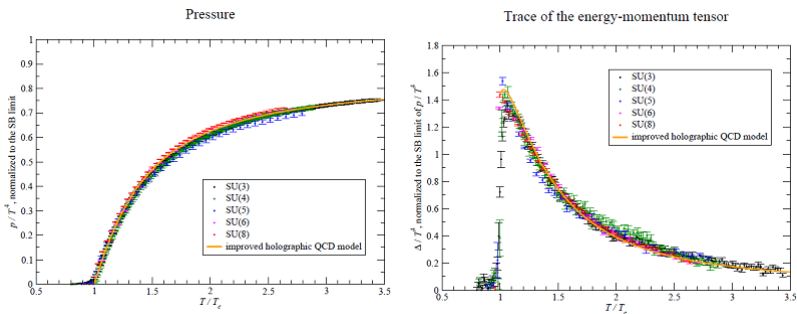 Pressure
p / T⁴, normalized to the SB limit
1
0.9
0.8
0.7
0.6
0.5
0.4
0.3
0.2
0.1
0
SU(3)
SU(4)
SU(5)
SU(6)
SU(8)
improved holographic QCD model
0.5
1
1.5
2
2.5
3
3.5
T / Tc
Trace of the energy-momentum tensor
Δ / T⁴, normalized to the SB limit of p / T⁴
1.8
1.6
1.4
1.2
1
0.8
0.6
0.4
0.2
0
SU(3)
SU(4)
SU(5)
SU(6)
SU(8)
improved holographic QCD model
0.5
1
1.5
2
2.5
3
3.5
T / Tc